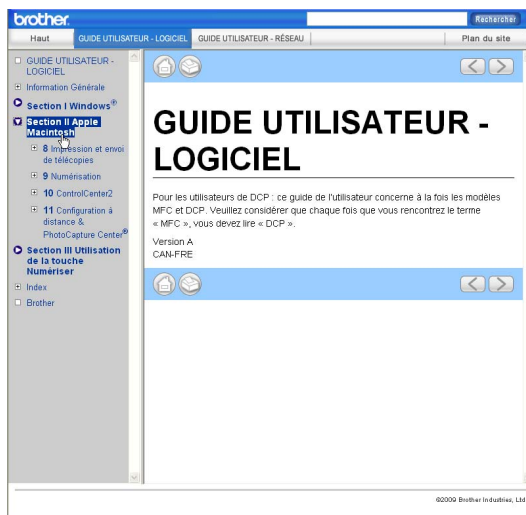 brother.
Rechercher
Haut
GUIDE UTILISATEUR - LOGICIEL
GUIDE UTILISATEUR - RÉSEAU
Plan du site
GUIDE UTILISATEUR -
LOGICIEL
Information Générale
Section I Windows®
Section II Apple
Macintosh
8 Impression et envoi
de télécopies
9 Numérisation
10 ControlCenter2
11 Configuration à
distance &
PhotoCapture Center®
Section III Utilisation
de la touche
Numériser
Index
Brother
GUIDE UTILISATEUR -
LOGICIEL
Pour les utilisateurs de DCP : ce guide de l'utilisateur concerne à la fois les modèles
MFC et DCP. Veuillez considérer que chaque fois que vous rencontrez le terme
« MFC », vous devez lire « DCP ».
Version A
CAN-FRE
©2009 Brother Industries, Ltd